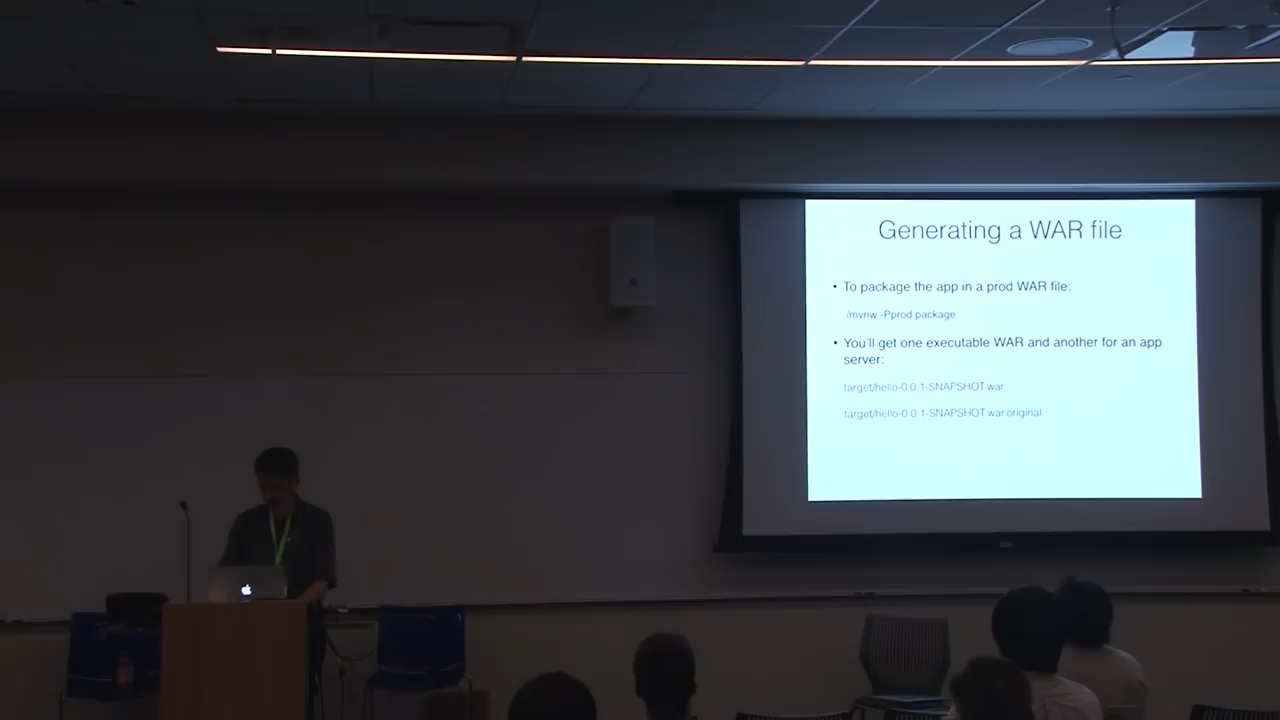 Generating a WAR file
• To package the app in a prod WAR file:
./mvnw -Pprod package
• You'll get one executable WAR and another for an app
server:
target/hello-0.0.1-SNAPSHOT.war
target/hello-0.0.1-SNAPSHOT.war.original